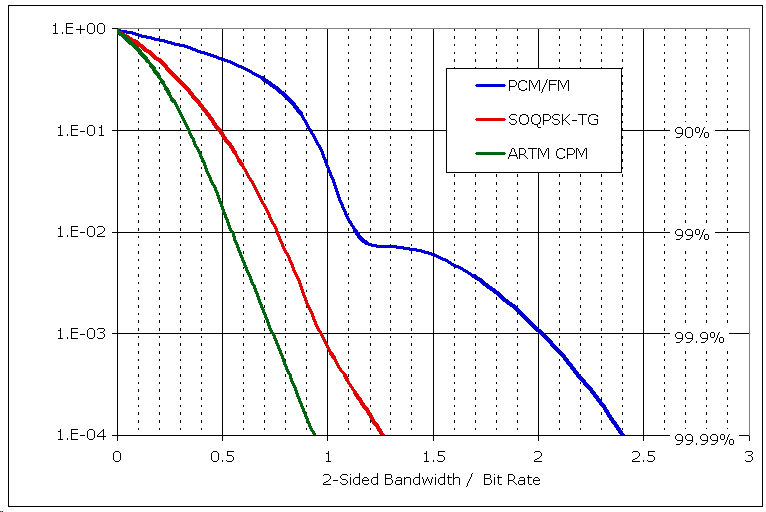 1.E+00
PCM/FM
SOQPSK-TG
1.E-01
90%
ARTM CPM
1.E-02
99%
1.E-03
99.9%
1.E-04
99.99%
0 0.5 1 1.5 2 2.5 3
2-Sided Bandwidth / Bit Rate